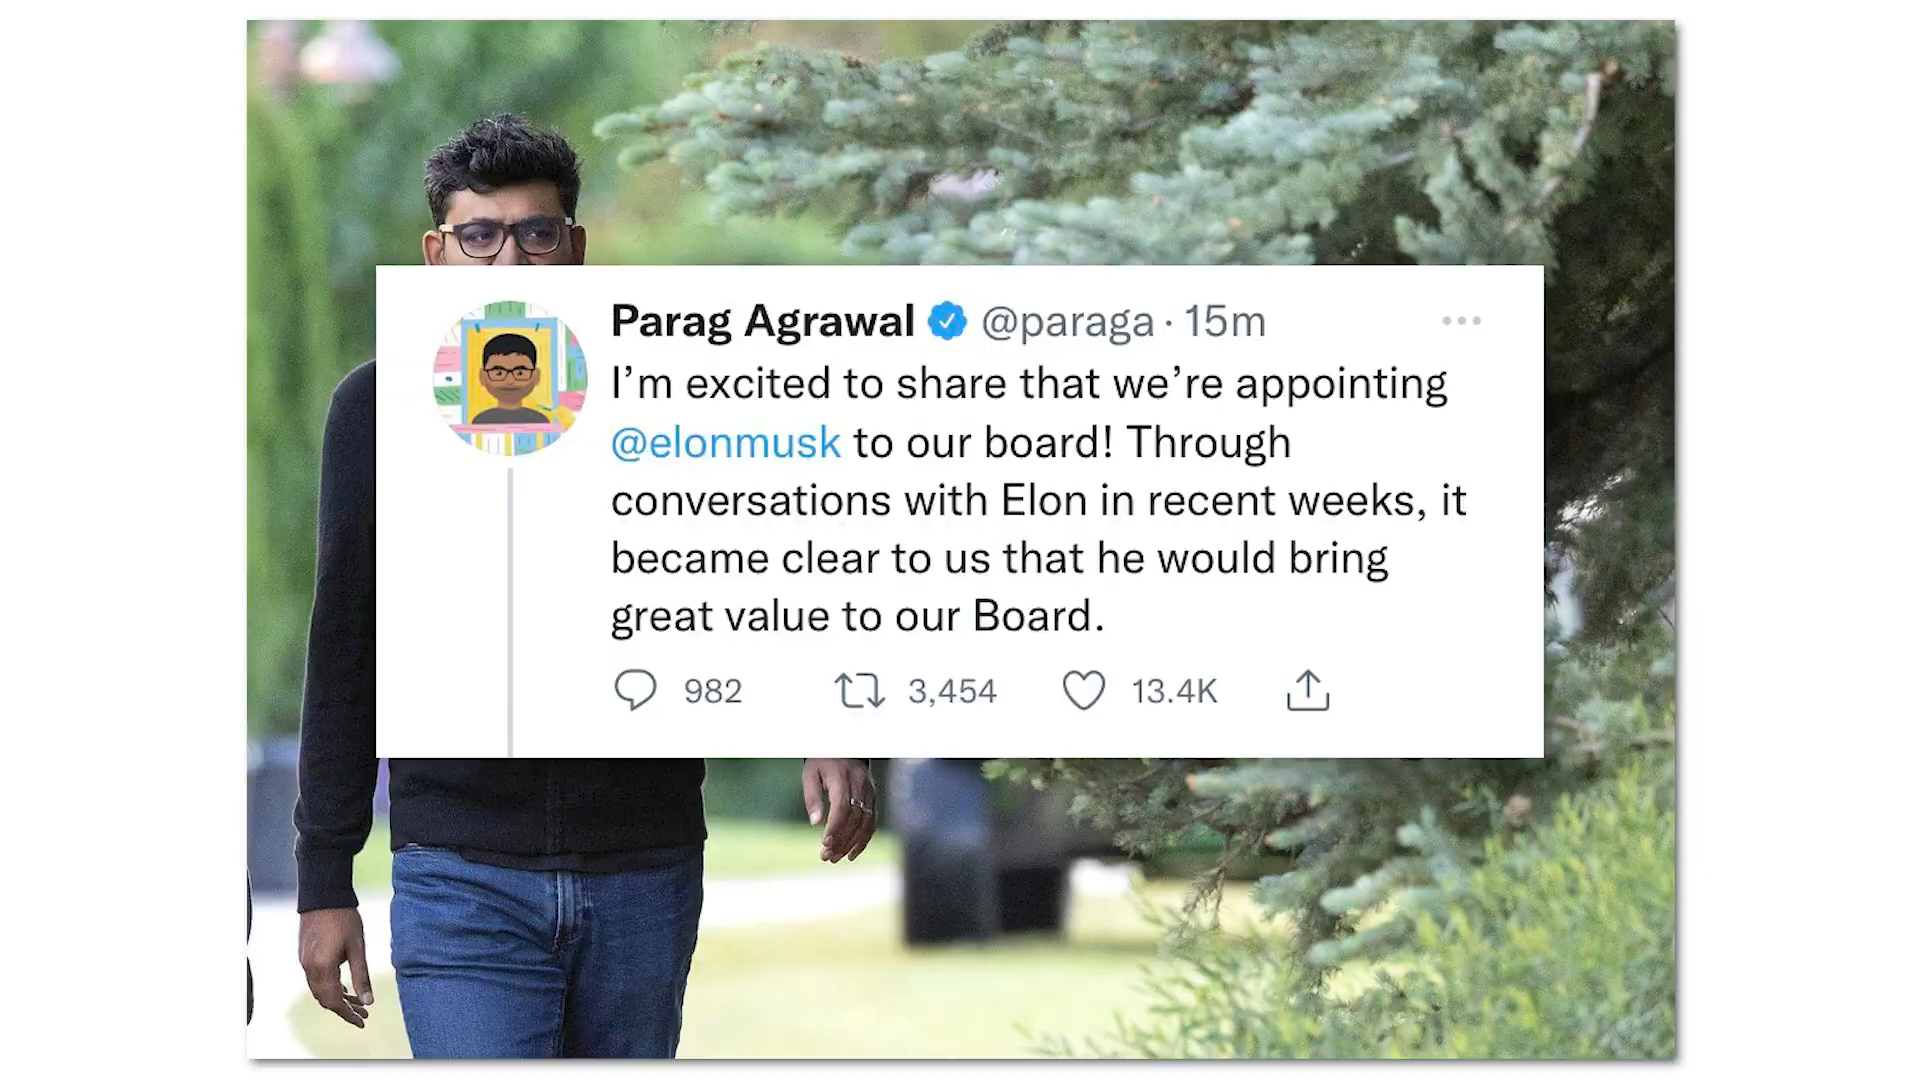 Parag Agrawal @paraga · 15m
I’m excited to share that we’re appointing
@elonmusk to our board! Through
conversations with Elon in recent weeks, it
became clear to us that he would bring
great value to our Board.
982 3,454 13.4K